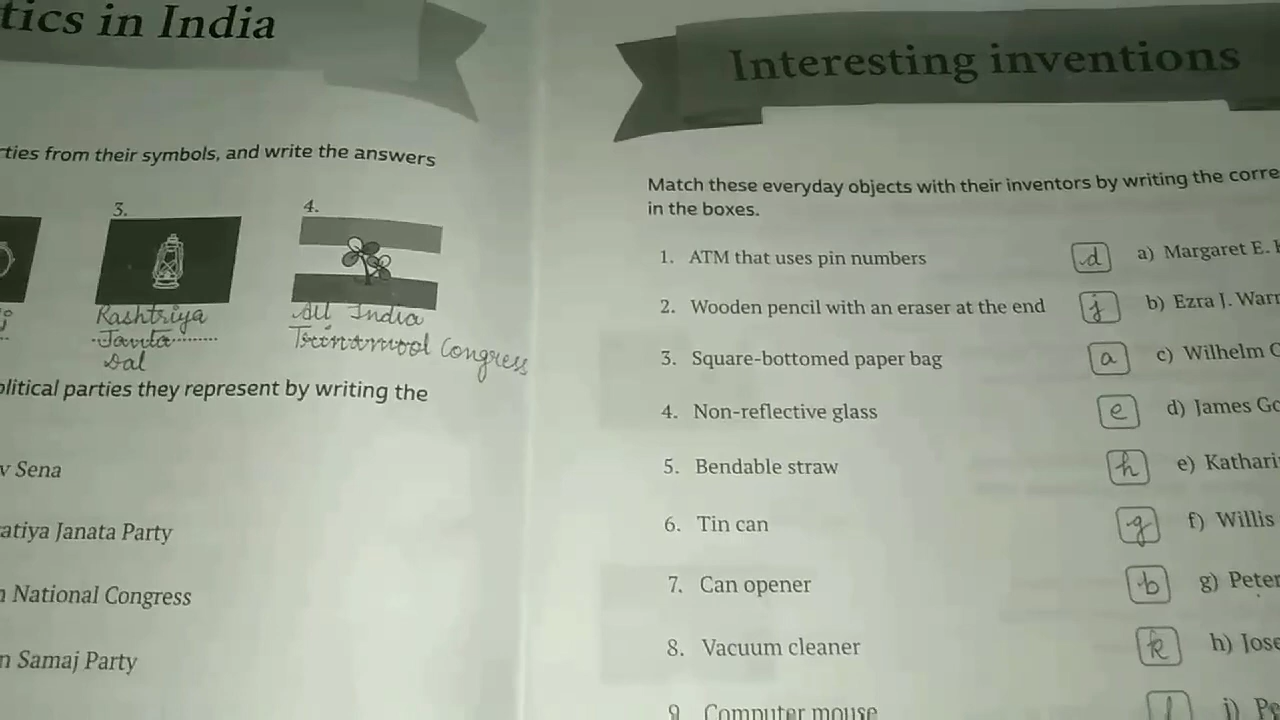 tics in India
rties from their symbols, and write the answers
3.
4.
Rashtriya
Janta
Dal
All India
Trinamool Congress
olitical parties they represent by writing the
v Sena
atiya Janata Party
n National Congress
n Samaj Party
Interesting inventions
Match these everyday objects with their inventors by writing the corre
in the boxes.
1. ATM that uses pin numbers d a) Margaret E. K
2. Wooden pencil with an eraser at the end j b) Ezra J. Warr
3. Square-bottomed paper bag a c) Wilhelm C
4. Non-reflective glass e d) James Go
5. Bendable straw h e) Kathari
6. Tin can g f) Willis
7. Can opener b g) Peter
8. Vacuum cleaner k h) Jose
9 Computer mouse l i) Pe